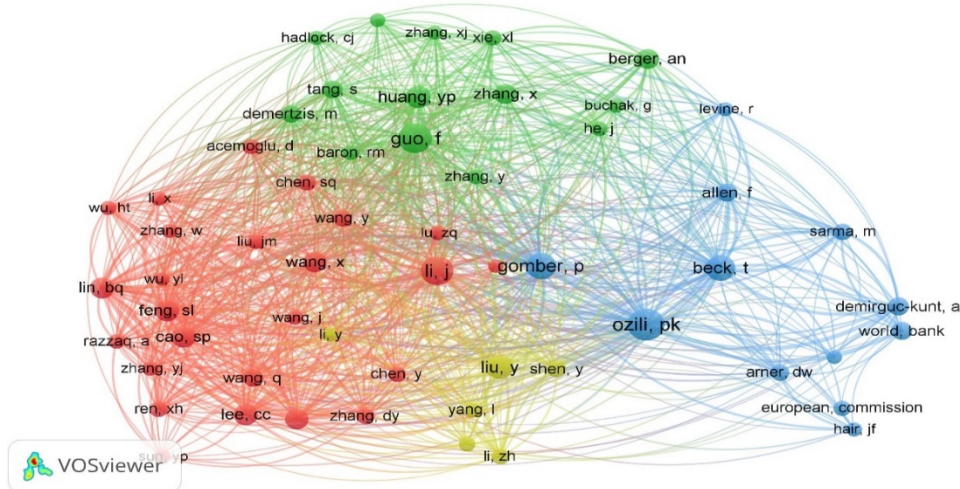 hadlock, cj
zhang, xj
xie, xl
berger, an
tang, s
huang, yp
zhang, x
buchak, g
levine, r
demertzis, m
guo, f
he, j
acemoglu, d
baron, rm
chen, sq
zhang, y
allen, f
wu, ht
li, x
wang, y
sarma, m
zhang, w
liu, jm
lu, zq
wang, x
li, j
gomber, p
beck, t
wu, yl
lin, bq
feng, sl
demirguc-kunt, a
wang, j
ozili, pk
world, bank
razzaq, a
cao, sp
li, y
zhang, yj
wang, q
chen, y
liu, y
shen, y
arner, dw
ren, xh
lee, cc
zhang, dy
yang, l
european, commission
hair, jf
sun, yp
li, zh
VOSviewer